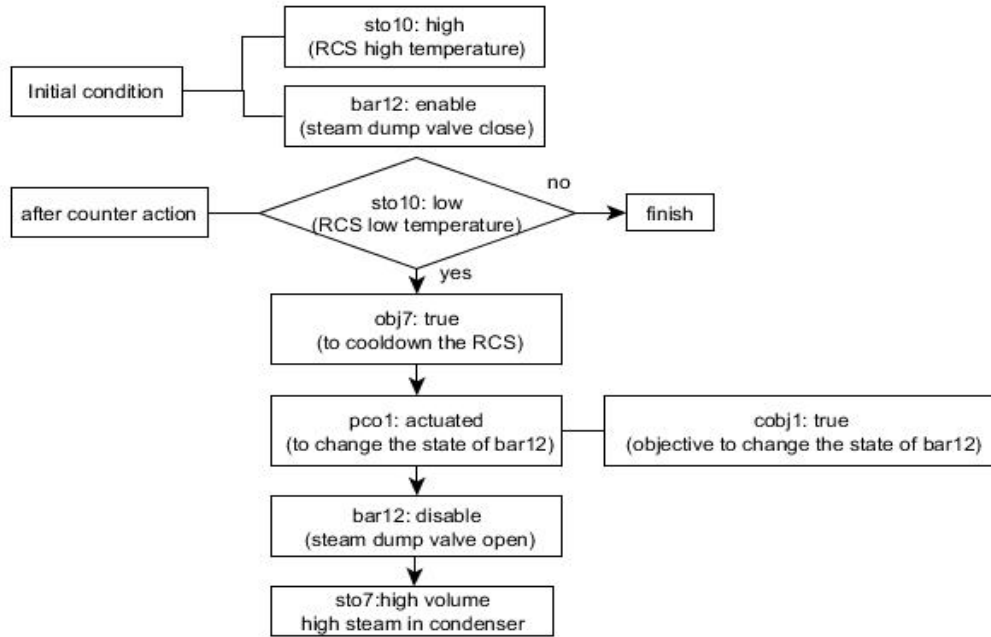 sto10: high
(RCS high temperature)
Initial condition
bar12: enable
(steam dump valve close)
no
after counter action
sto10: low
(RCS low temperature)
finish
yes
obj7: true
(to cooldown the RCS)
pco1: actuated
(to change the state of bar12)
cobj1: true
(objective to change the state of bar12)
bar12: disable
(steam dump valve open)
sto7:high volume
high steam in condenser